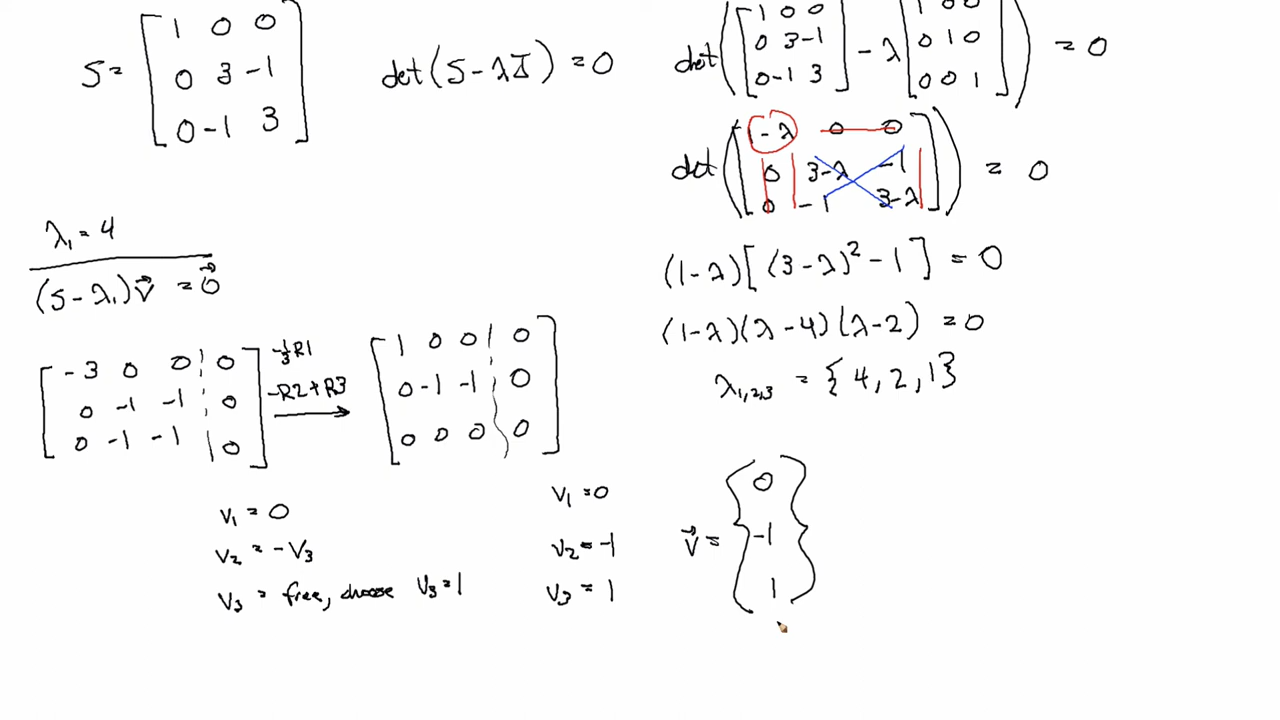 S = [ 1 0 0
0 3 -1
0 -1 3 ]
det(S - λI) = 0
det([ 1 0 0
0 3 -1
0 -1 3 ] - λ [ 1 0 0
0 1 0
0 0 1 ]) = 0
det([ 1-λ 0 0
0 3-λ -1
0 -1 3-λ ]) = 0
(1-λ)[(3-λ)² - 1] = 0
(1-λ)(λ-4)(λ-2) = 0
λ1,2,3 = {4, 2, 1}
λ1 = 4
(S - λ1)v⃗ = 0⃗
[ -3 0 0 | 0
0 -1 -1 | 0
0 -1 -1 | 0 ]
-1/3 R1
-R2+R3
[ 1 0 0 | 0
0 -1 -1 | 0
0 0 0 | 0 ]
v1 = 0
v2 = -v3
v3 = free, choose v3 = 1
v1 = 0
v2 = -1
v3 = 1
v⃗ = { 0
-1
1 }